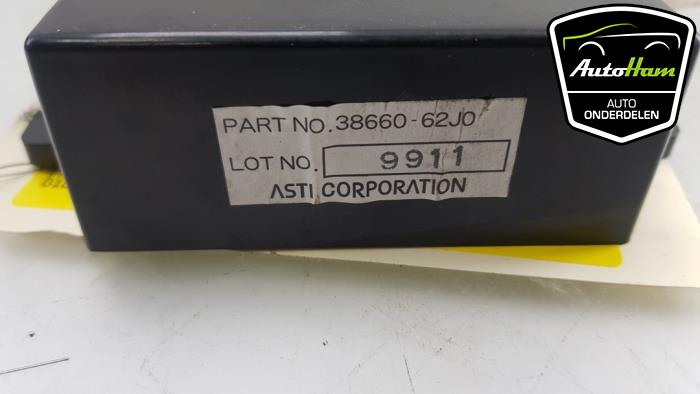 AutoHam
AUTO
ONDERDELEN
PART NO.38660-62J0
LOT NO. 9911
ASTI CORPORATION